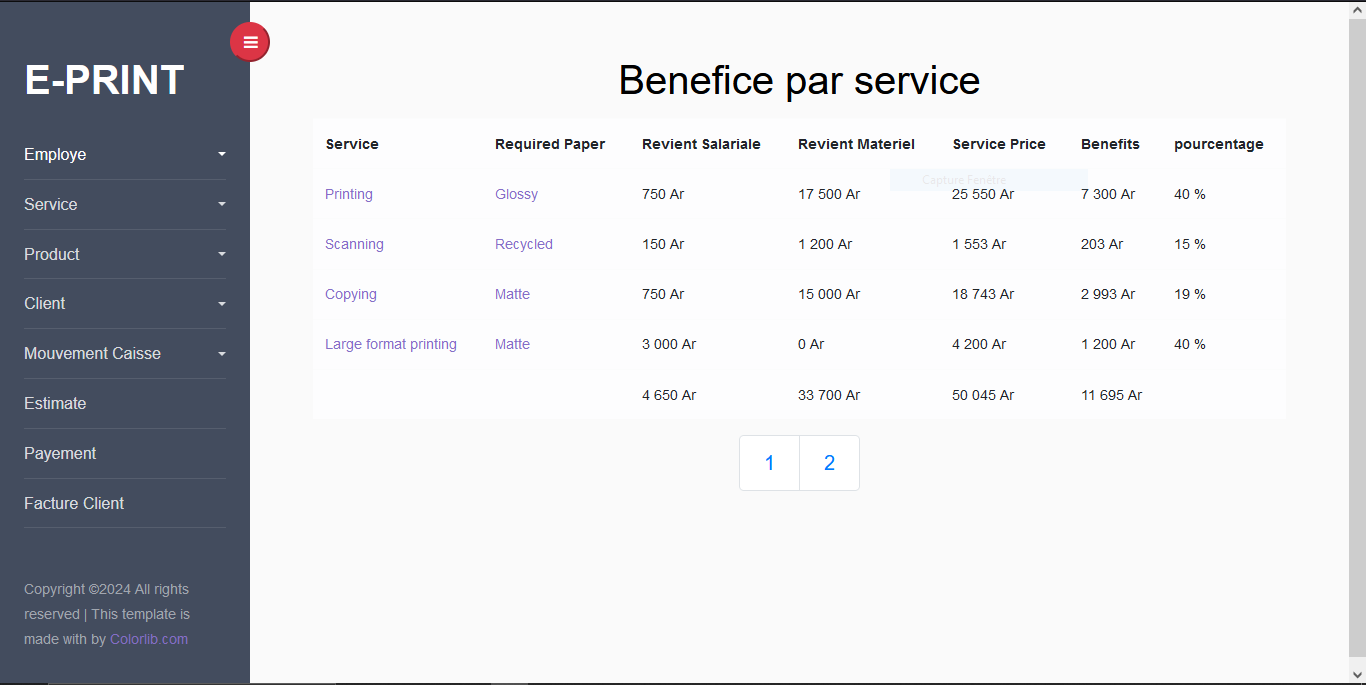 E-PRINT
Employe
Service
Product
Client
Mouvement Caisse
Estimate
Payement
Facture Client
Copyright ©2024 All rights
reserved | This template is
made with by Colorlib.com
Benefice par service
Service Required Paper Revient Salariale Revient Materiel Service Price Benefits pourcentage
Capture Fenêtre
Printing Glossy 750 Ar 17 500 Ar 25 550 Ar 7 300 Ar 40 %
Scanning Recycled 150 Ar 1 200 Ar 1 553 Ar 203 Ar 15 %
Copying Matte 750 Ar 15 000 Ar 18 743 Ar 2 993 Ar 19 %
Large format printing Matte 3 000 Ar 0 Ar 4 200 Ar 1 200 Ar 40 %
4 650 Ar 33 700 Ar 50 045 Ar 11 695 Ar
1 2